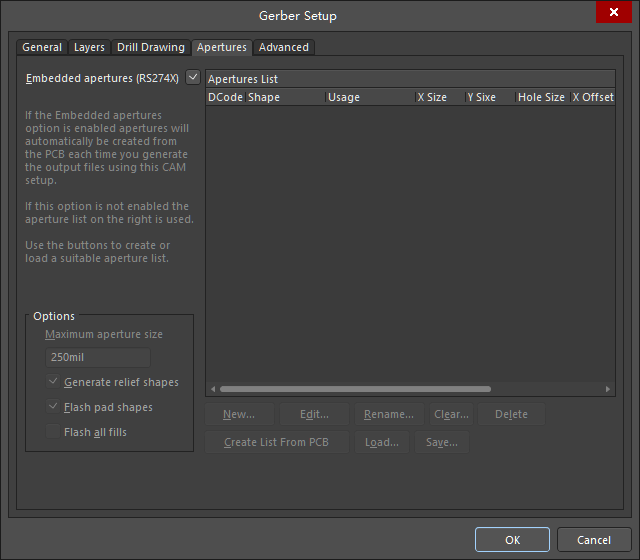 Gerber Setup
General Layers Drill Drawing Apertures Advanced
Embedded apertures (RS274X)
Apertures List
DCode Shape Usage X Size Y Sixe Hole Size X Offset
If the Embedded apertures
option is enabled apertures will
automatically be created from
the PCB each time you generate
the output files using this CAM
setup.
If this option is not enabled the
aperture list on the right is used.
Use the buttons to create or
load a suitable aperture list.
Options
Maximum aperture size
250mil
Generate relief shapes
Flash pad shapes
Flash all fills
New... Edit... Rename... Clear... Delete
Create List From PCB Load... Save...
OK Cancel